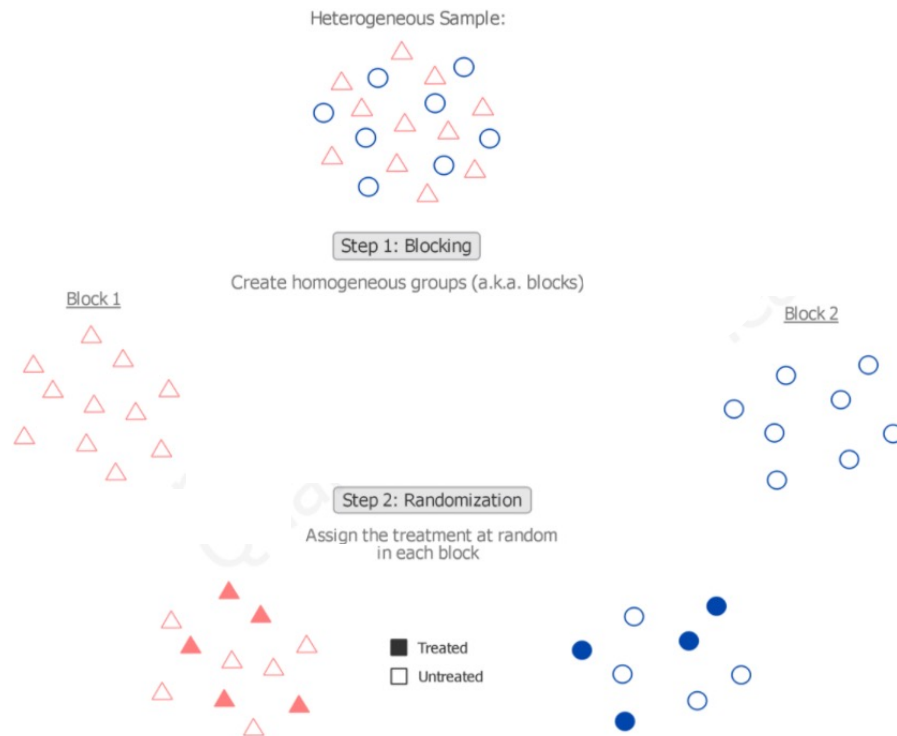 Heterogeneous Sample:
Step 1: Blocking
Create homogeneous groups (a.k.a. blocks)
Block 1
Block 2
Step 2: Randomization
Assign the treatment at random
in each block
Treated
Untreated